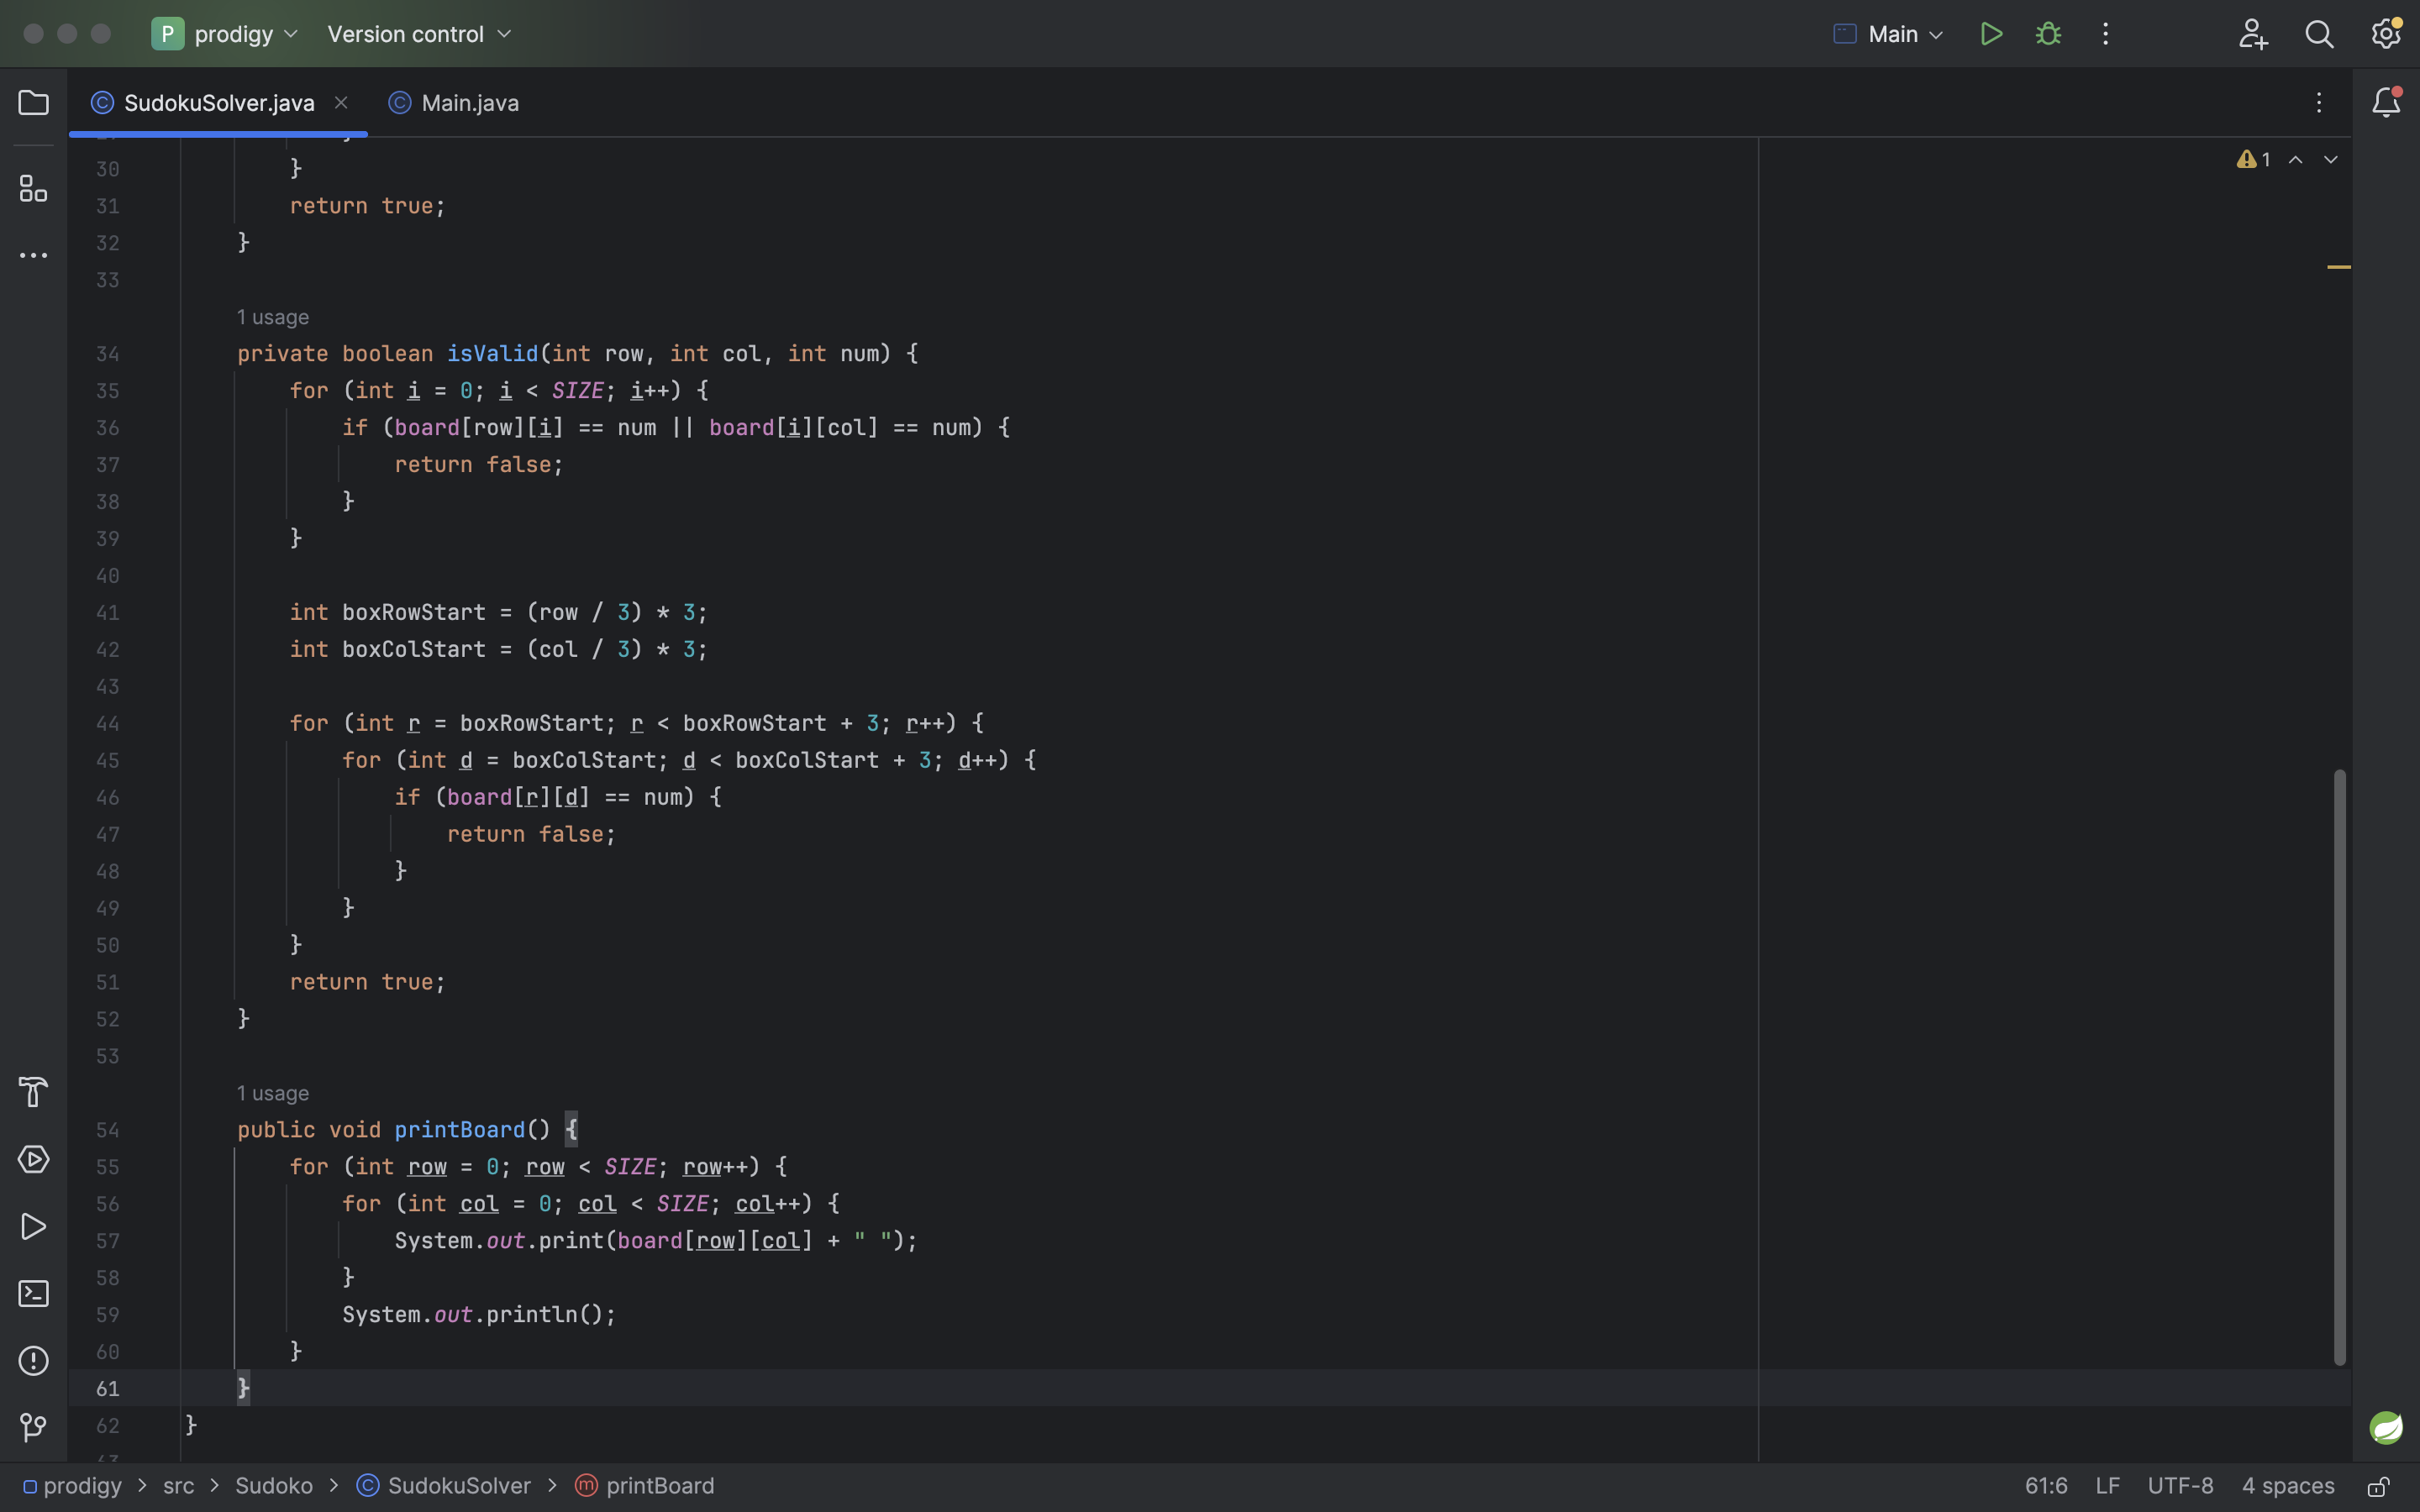 P prodigy Version control Main
SudokuSolver.java Main.java
1
30 }
31 return true;
32 }
33
1 usage
34 private boolean isValid(int row, int col, int num) {
35 for (int i = 0; i < SIZE; i++) {
36 if (board[row][i] == num || board[i][col] == num) {
37 return false;
38 }
39 }
40
41 int boxRowStart = (row / 3) * 3;
42 int boxColStart = (col / 3) * 3;
43
44 for (int r = boxRowStart; r < boxRowStart + 3; r++) {
45 for (int d = boxColStart; d < boxColStart + 3; d++) {
46 if (board[r][d] == num) {
47 return false;
48 }
49 }
50 }
51 return true;
52 }
53
1 usage
54 public void printBoard() {
55 for (int row = 0; row < SIZE; row++) {
56 for (int col = 0; col < SIZE; col++) {
57 System.out.print(board[row][col] + " ");
58 }
59 System.out.println();
60 }
61 }
62 }
prodigy > src > Sudoko > C SudokuSolver > m printBoard 61:6 LF UTF-8 4 spaces